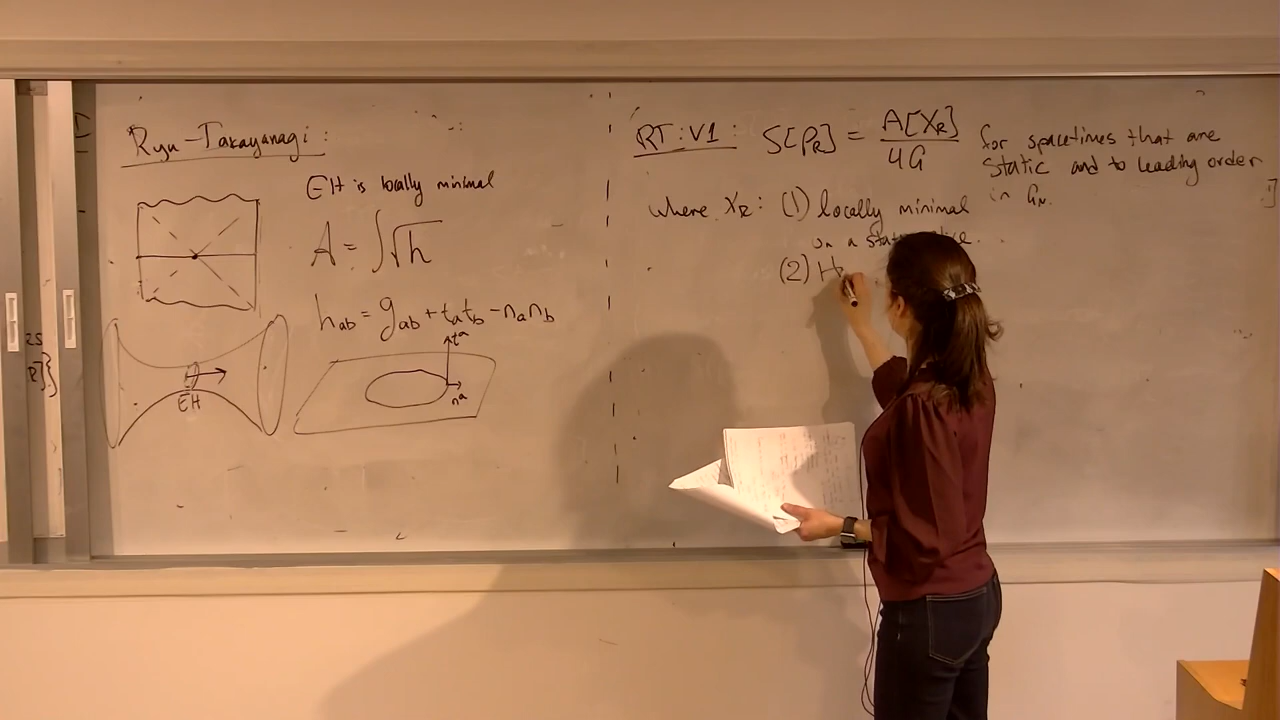 Ryu-Takayanagi:
EH is locally minimal
A = ∫√h
h_ab = g_ab + t_a t_b - n_a n_b
t^a
n^a
EH
RT: V1: S[ρ_R] = A[X_R] / 4G for spacetimes that are
static and to leading order
in G_N.
where X_R: (1) locally minimal
on a static slice.
(2) H